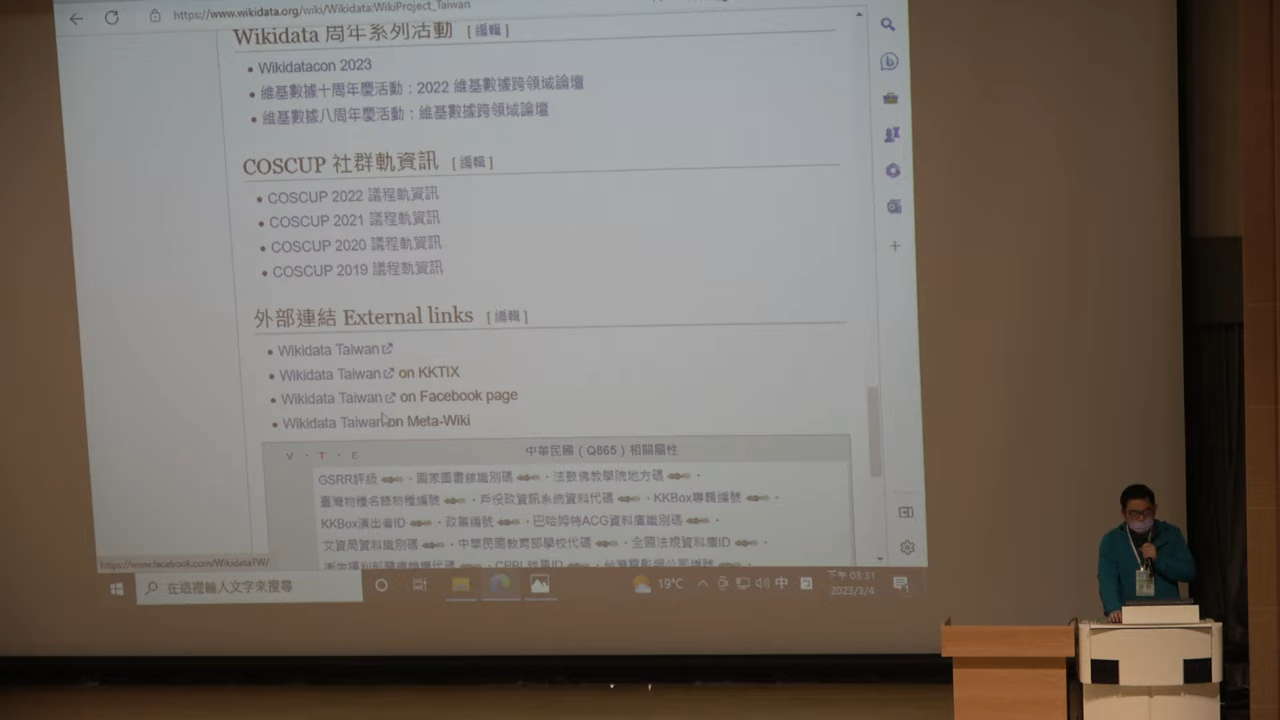 https://www.wikidata.org/wiki/Wikidata:WikiProject_Taiwan
Wikidata 周年系列活動 [編輯]
Wikidatacon 2023
維基數據十周年慶活動：2022 維基數據跨領域論壇
維基數據八周年慶活動：維基數據跨領域論壇
COSCUP 社群軌資訊 [編輯]
COSCUP 2022 議程軌資訊
COSCUP 2021 議程軌資訊
COSCUP 2020 議程軌資訊
COSCUP 2019 議程軌資訊
外部連結 External links [編輯]
Wikidata Taiwan
Wikidata Taiwan on KKTIX
Wikidata Taiwan on Facebook page
Wikidata Taiwan on Meta-Wiki
V · T · E 中華民國（Q865）相關屬性
GSRR評級 · 國家圖書館識別碼 · 法鼓佛教學院地方碼 ·
臺灣物種名錄物種編號 · 戶役政資訊系統資料代碼 · KKBox專輯編號 ·
KKBox演出者ID · 政黨編號 · 巴哈姆特ACG資料庫識別碼 ·
文資局資料識別碼 · 中華民國教育部學校代碼 · 全國法規資料庫ID ·
https://www.facebook.com/WikidataTW/
在這裡輸入文字來搜尋
19°C
中
下午 03:31
2023/3/4